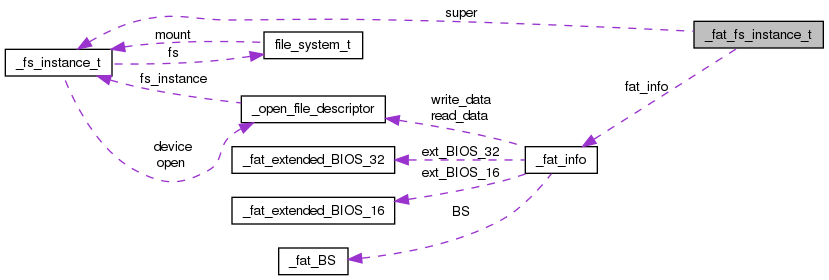 super
_fat_fs_instance_t
mount
file_system_t
fs
_fs_instance_t
fs_instance
fat_info
write_data
read_data
_open_file_descriptor
device
open
ext_BIOS_32
_fat_extended_BIOS_32
_fat_info
ext_BIOS_16
_fat_extended_BIOS_16
BS
_fat_BS